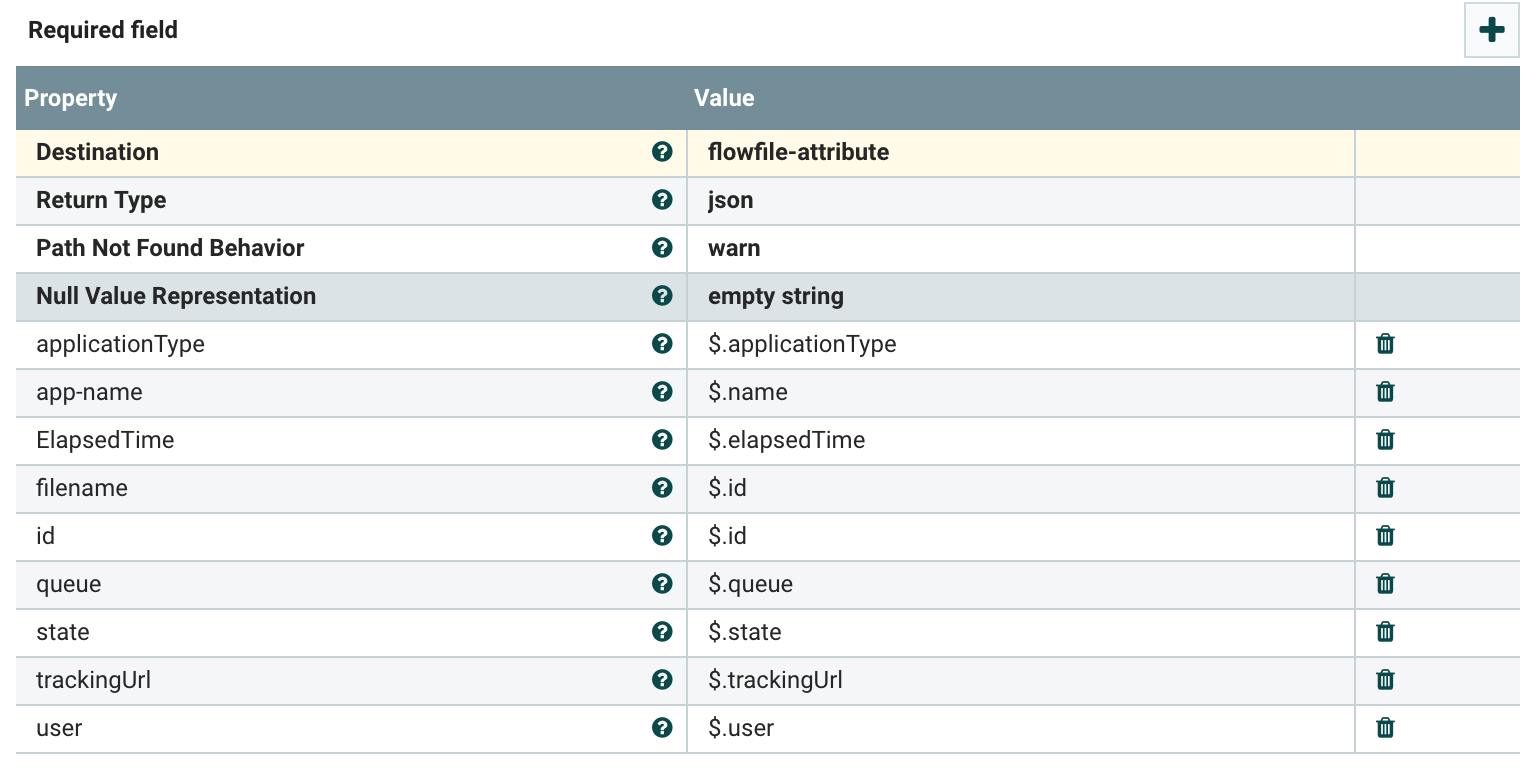 Required field
Property Value
Destination flowfile-attribute
Return Type json
Path Not Found Behavior warn
Null Value Representation empty string
applicationType $.applicationType
app-name $.name
ElapsedTime $.elapsedTime
filename $.id
id $.id
queue $.queue
state $.state
trackingUrl $.trackingUrl
user $.user